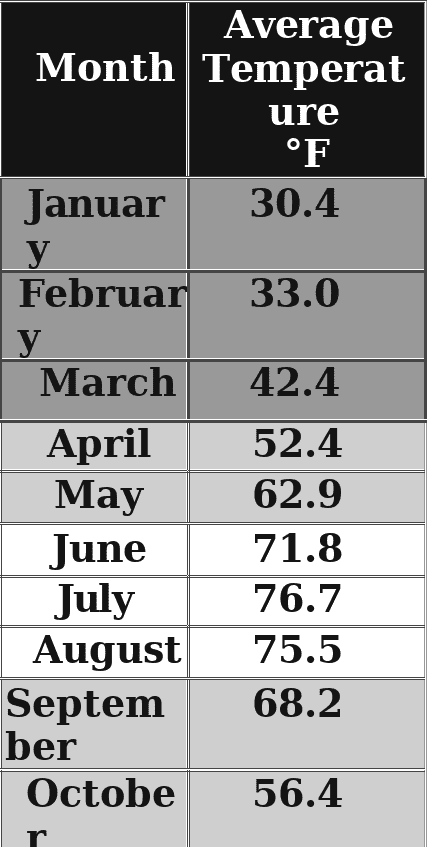 Month
Average
Temperat
ure
°F
Januar
y
30.4
Februar
y
33.0
March
42.4
April
52.4
May
62.9
June
71.8
July
76.7
August
75.5
Septem
ber
68.2
Octobe
r
56.4